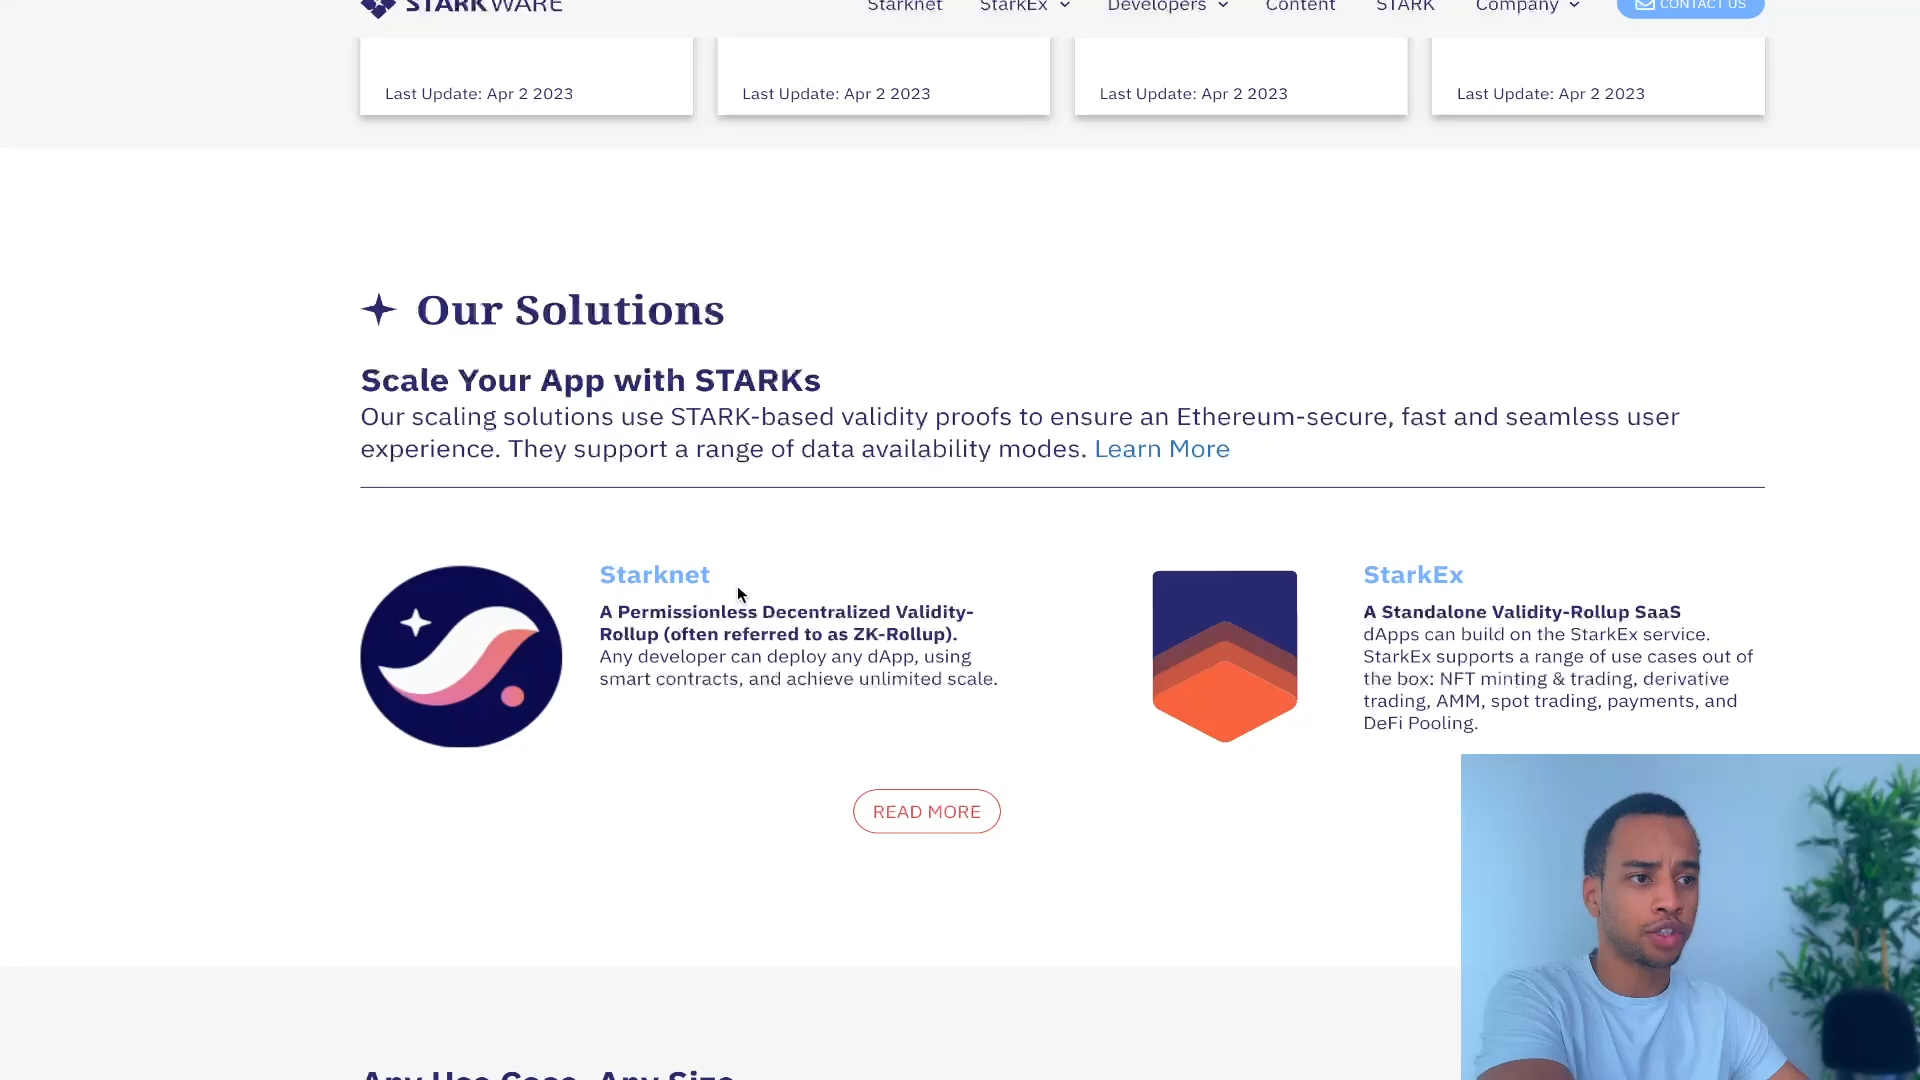 STARKWARE
Starknet StarkEx Developers Content STARK Company CONTACT US
Last Update: Apr 2 2023 Last Update: Apr 2 2023 Last Update: Apr 2 2023 Last Update: Apr 2 2023
Our Solutions
Scale Your App with STARKs
Our scaling solutions use STARK-based validity proofs to ensure an Ethereum-secure, fast and seamless user
experience. They support a range of data availability modes. Learn More
Starknet
A Permissionless Decentralized Validity-
Rollup (often referred to as ZK-Rollup).
Any developer can deploy any dApp, using
smart contracts, and achieve unlimited scale.
READ MORE
StarkEx
A Standalone Validity-Rollup SaaS
dApps can build on the StarkEx service.
StarkEx supports a range of use cases out of
the box: NFT minting & trading, derivative
trading, AMM, spot trading, payments, and
DeFi Pooling.
Any Use Case, Any Size